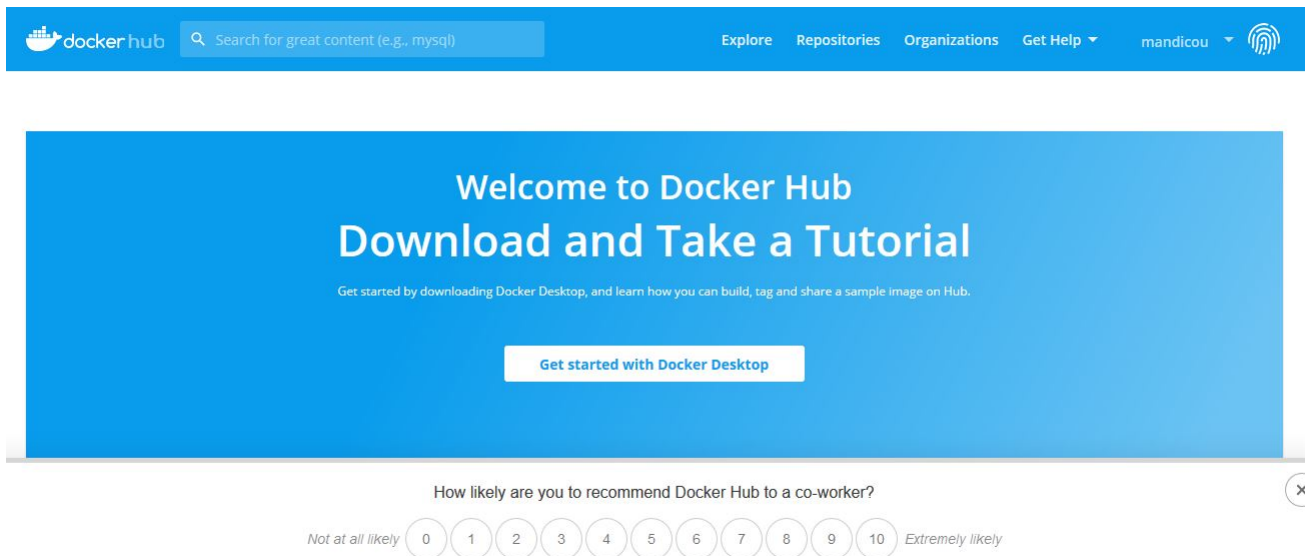 dockerhub Search for great content (e.g., mysql) Explore Repositories Organizations Get Help mandicou
Welcome to Docker Hub
Download and Take a Tutorial
Get started by downloading Docker Desktop, and learn how you can build, tag and share a sample image on Hub.
Get started with Docker Desktop
How likely are you to recommend Docker Hub to a co-worker?
Not at all likely 0 1 2 3 4 5 6 7 8 9 10 Extremely likely